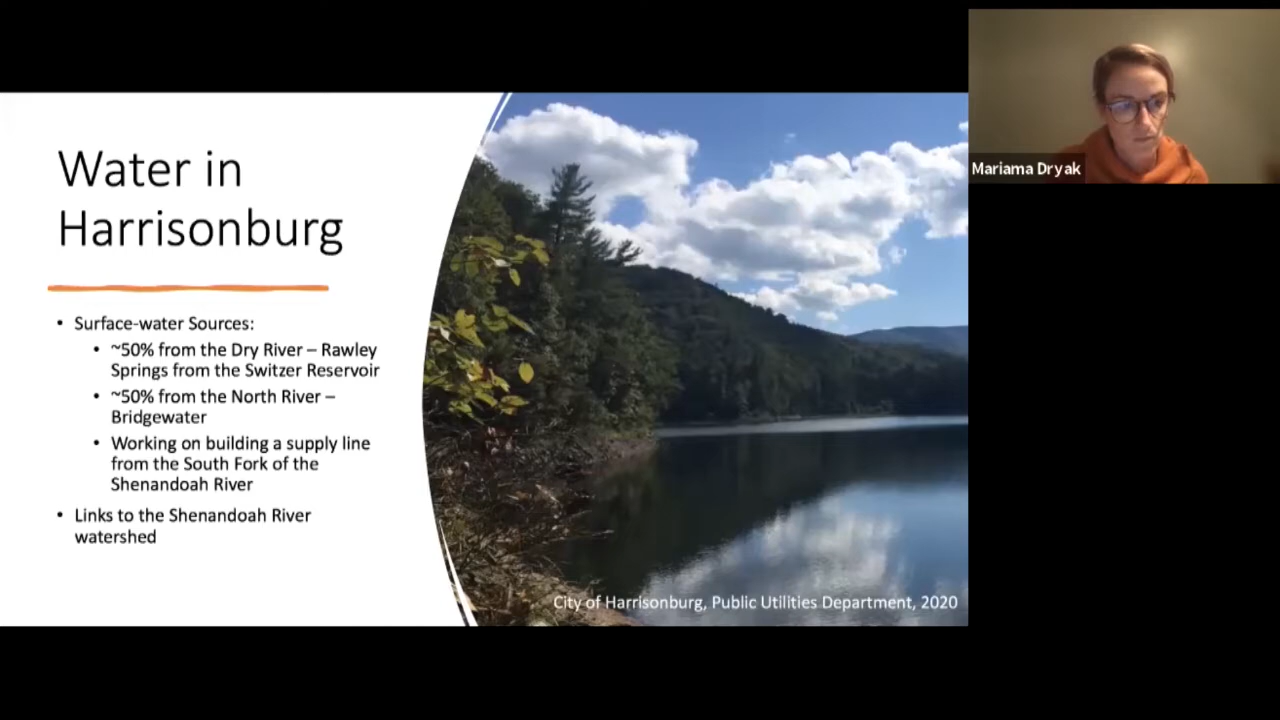 Water in
Harrisonburg
• Surface-water Sources:
• ~50% from the Dry River – Rawley
Springs from the Switzer Reservoir
• ~50% from the North River –
Bridgewater
• Working on building a supply line
from the South Fork of the
Shenandoah River
• Links to the Shenandoah River
watershed
City of Harrisonburg, Public Utilities Department, 2020
Mariama Dryak